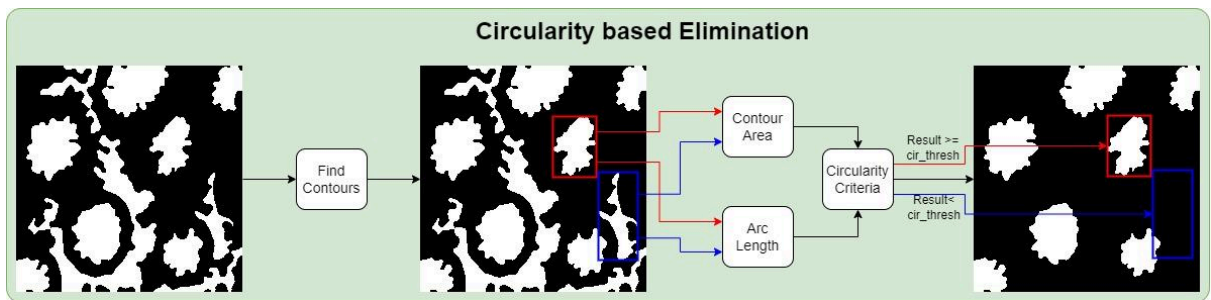 Circularity based Elimination
Find
Contours
Contour
Area
Arc
Length
Circularity
Criteria
Result >=
cir_thresh
Result<
cir_thresh